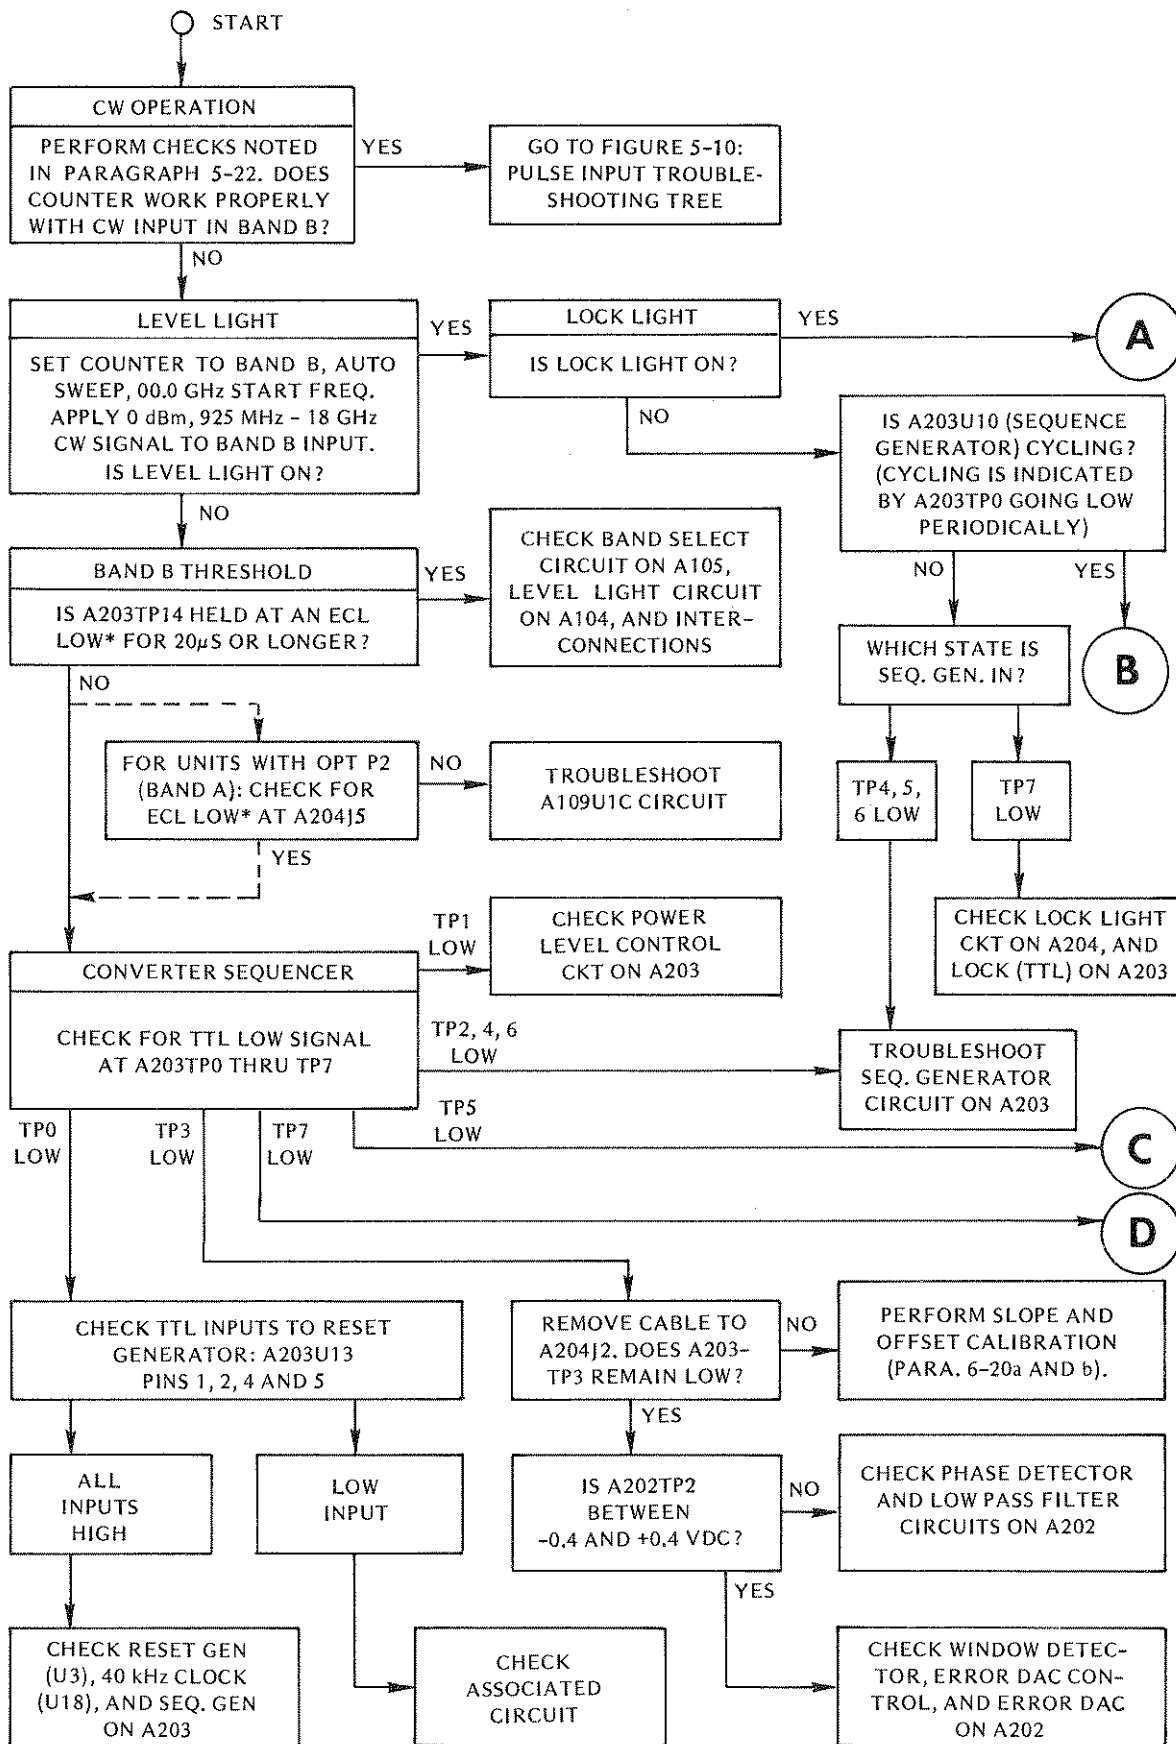 START
CW OPERATION
PERFORM CHECKS NOTED
IN PARAGRAPH 5-22. DOES
COUNTER WORK PROPERLY
WITH CW INPUT IN BAND B?
YES
GO TO FIGURE 5-10:
PULSE INPUT TROUBLE-
SHOOTING TREE
NO
LEVEL LIGHT
SET COUNTER TO BAND B, AUTO
SWEEP, 00.0 GHz START FREQ.
APPLY 0 dBm, 925 MHz - 18 GHz
CW SIGNAL TO BAND B INPUT.
IS LEVEL LIGHT ON?
YES
LOCK LIGHT
IS LOCK LIGHT ON?
YES
A
NO
IS A203U10 (SEQUENCE
GENERATOR) CYCLING?
(CYCLING IS INDICATED
BY A203TP0 GOING LOW
PERIODICALLY)
NO
YES
B
NO
BAND B THRESHOLD
IS A203TP14 HELD AT AN ECL
LOW* FOR 20µS OR LONGER?
YES
CHECK BAND SELECT
CIRCUIT ON A105,
LEVEL LIGHT CIRCUIT
ON A104, AND INTER-
CONNECTIONS
WHICH STATE IS
SEQ. GEN. IN?
TP4, 5,
6 LOW
TP7
LOW
CHECK LOCK LIGHT
CKT ON A204, AND
LOCK (TTL) ON A203
NO
FOR UNITS WITH OPT P2
(BAND A): CHECK FOR
ECL LOW* AT A204J5
NO
TROUBLESHOOT
A109U1C CIRCUIT
YES
CONVERTER SEQUENCER
CHECK FOR TTL LOW SIGNAL
AT A203TP0 THRU TP7
TP1
LOW
CHECK POWER
LEVEL CONTROL
CKT ON A203
TP2, 4, 6
LOW
TROUBLESHOOT
SEQ. GENERATOR
CIRCUIT ON A203
TP5
LOW
C
TP0
LOW
TP3
LOW
TP7
LOW
D
CHECK TTL INPUTS TO RESET
GENERATOR: A203U13
PINS 1, 2, 4 AND 5
REMOVE CABLE TO
A204J2. DOES A203-
TP3 REMAIN LOW?
NO
PERFORM SLOPE AND
OFFSET CALIBRATION
(PARA. 6-20a AND b).
YES
ALL
INPUTS
HIGH
LOW
INPUT
IS A202TP2
BETWEEN
-0.4 AND +0.4 VDC?
NO
CHECK PHASE DETECTOR
AND LOW PASS FILTER
CIRCUITS ON A202
YES
CHECK RESET GEN
(U3), 40 kHz CLOCK
(U18), AND SEQ. GEN
ON A203
CHECK
ASSOCIATED
CIRCUIT
CHECK WINDOW DETEC-
TOR, ERROR DAC CON-
TROL, AND ERROR DAC
ON A202